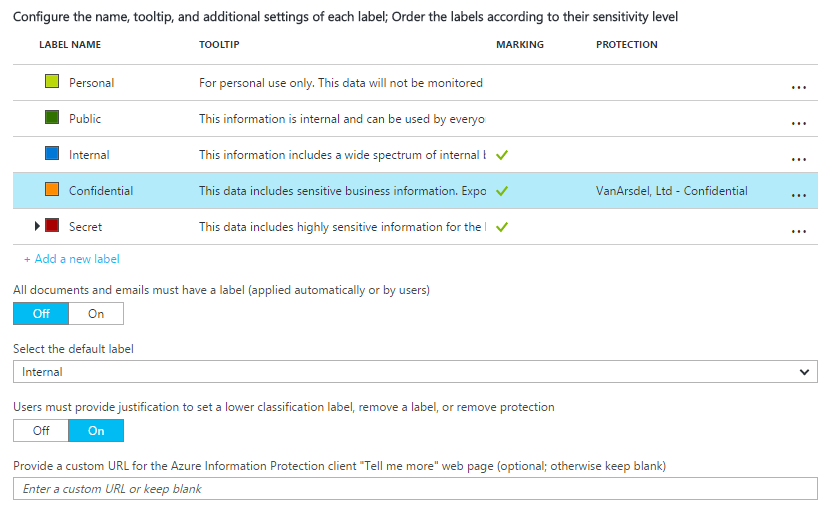 Configure the name, tooltip, and additional settings of each label; Order the labels according to their sensitivity level
LABEL NAME TOOLTIP MARKING PROTECTION
Personal For personal use only. This data will not be monitored ...
Public This information is internal and can be used by everyo ...
Internal This information includes a wide spectrum of internal ...
Confidential This data includes sensitive business information. Expo VanArsdel, Ltd - Confidential ...
Secret This data includes highly sensitive information for the ...
+ Add a new label
All documents and emails must have a label (applied automatically or by users)
Off On
Select the default label
Internal
Users must provide justification to set a lower classification label, remove a label, or remove protection
Off On
Provide a custom URL for the Azure Information Protection client "Tell me more" web page (optional; otherwise keep blank)
Enter a custom URL or keep blank